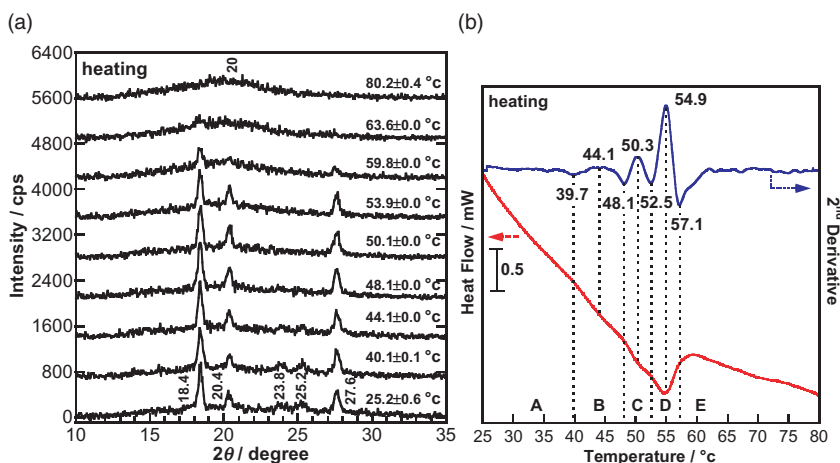 (a)
6400
5600
4800
4000
3200
2400
1600
800
0
Intensity / cps
heating
20
80.2±0.4 °c
63.6±0.0 °c
59.8±0.0 °c
53.9±0.0 °c
50.1±0.0 °c
48.1±0.0 °c
44.1±0.0 °c
40.1±0.1 °c
25.2±0.6 °c
18.4
20.4
23.8
25.2
27.6
10 15 20 25 30 35
2θ / degree
(b)
heating
54.9
50.3
44.1
39.7
48.1
52.5
57.1
0.5
Heat Flow / mW
2nd Derivative
A B C D E
25 30 35 40 45 50 55 60 65 70 75 80
Temperature / °c